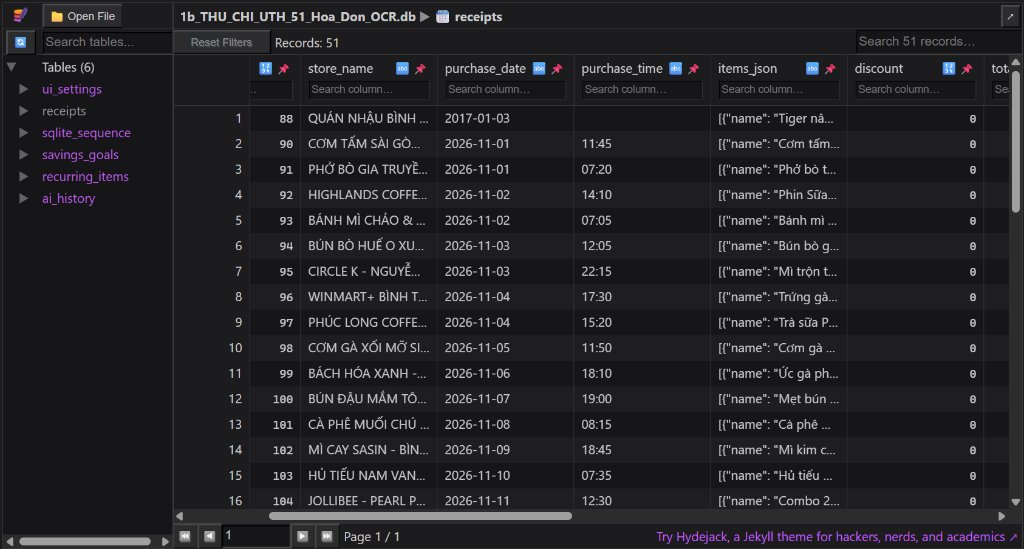 Open File
1b_THU_CHI_UTH_51_Hoa_Don_OCR.db ▶ receipts
Search tables...
Reset Filters
Records: 51
Search 51 records...
Tables (6)
ui_settings
receipts
sqlite_sequence
savings_goals
recurring_items
ai_history
store_name purchase_date purchase_time items_json discount tota
... Search column... Search column... Search column... Search column... Search column... Sea
1 88 QUÁN NHẬU BÌNH ... 2017-01-03 [{"name": "Tiger nâ... 0
2 90 CƠM TẤM SÀI GÒ... 2026-11-01 11:45 [{"name": "Cơm tấm... 0
3 91 PHỞ BÒ GIA TRUYỀ... 2026-11-01 07:20 [{"name": "Phở bò t... 0
4 92 HIGHLANDS COFFE... 2026-11-02 14:10 [{"name": "Phin Sữa... 0
5 93 BÁNH MÌ CHẢO & ... 2026-11-02 07:05 [{"name": "Bánh mì ... 0
6 94 BÚN BÒ HUẾ O XU... 2026-11-03 12:05 [{"name": "Bún bò g... 0
7 95 CIRCLE K - NGUYỄ... 2026-11-03 22:15 [{"name": "Mì trộn t... 0
8 96 WINMART+ BÌNH T... 2026-11-04 17:30 [{"name": "Trứng gà... 0
9 97 PHÚC LONG COFFE... 2026-11-04 15:20 [{"name": "Trà sữa P... 0
10 98 CƠM GÀ XỐI MỠ SI... 2026-11-05 11:50 [{"name": "Cơm gà ... 0
11 99 BÁCH HÓA XANH -... 2026-11-06 18:10 [{"name": "Ức gà ph... 0
12 100 BÚN ĐẬU MẮM TÔ... 2026-11-07 19:00 [{"name": "Mẹt bún ... 0
13 101 CÀ PHÊ MUỐI CHÚ ... 2026-11-08 08:15 [{"name": "Cà phê ... 0
14 102 MÌ CAY SASIN - BÌN... 2026-11-09 18:45 [{"name": "Mì kim c... 0
15 103 HỦ TIẾU NAM VAN... 2026-11-10 07:35 [{"name": "Hủ tiếu ... 0
16 104 JOLLIBEE - PEARL P... 2026-11-11 12:30 [{"name": "Combo 2... 0
1 Page 1 / 1
Try Hydejack, a Jekyll theme for hackers, nerds, and academics ↗